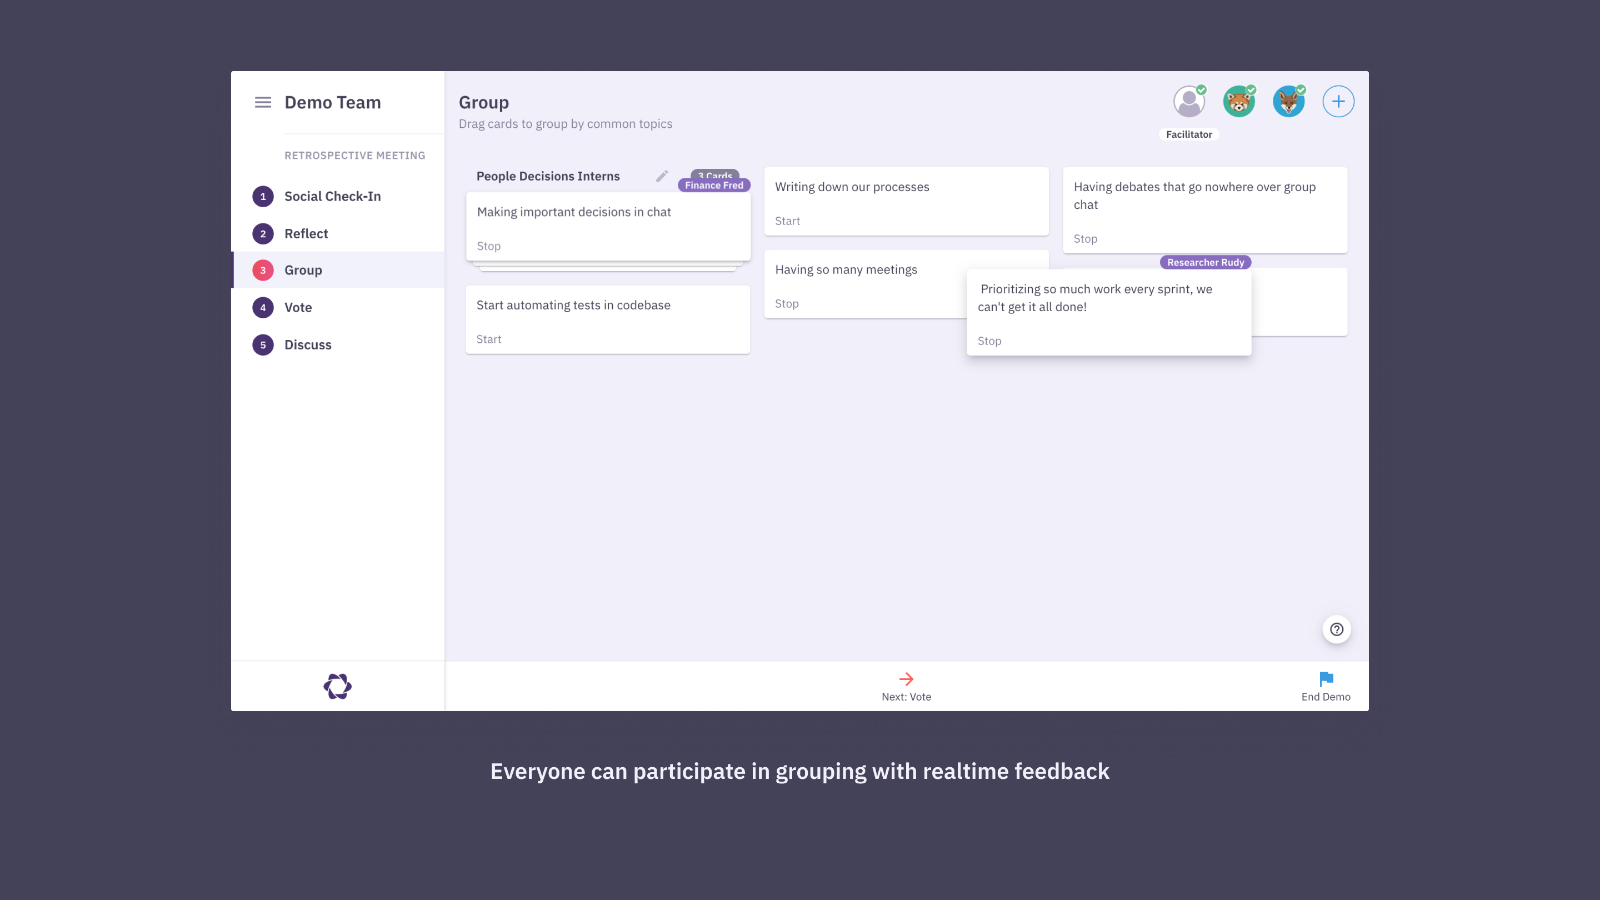 Demo Team
RETROSPECTIVE MEETING
1 Social Check-In
2 Reflect
3 Group
4 Vote
5 Discuss
Group
Drag cards to group by common topics
Facilitator
People Decisions Interns
3 Cards
Finance Fred
Making important decisions in chat
Stop
Start automating tests in codebase
Start
Writing down our processes
Start
Having so many meetings
Stop
Having debates that go nowhere over group
chat
Stop
Researcher Rudy
Prioritizing so much work every sprint, we
can't get it all done!
Stop
Next: Vote
End Demo
Everyone can participate in grouping with realtime feedback